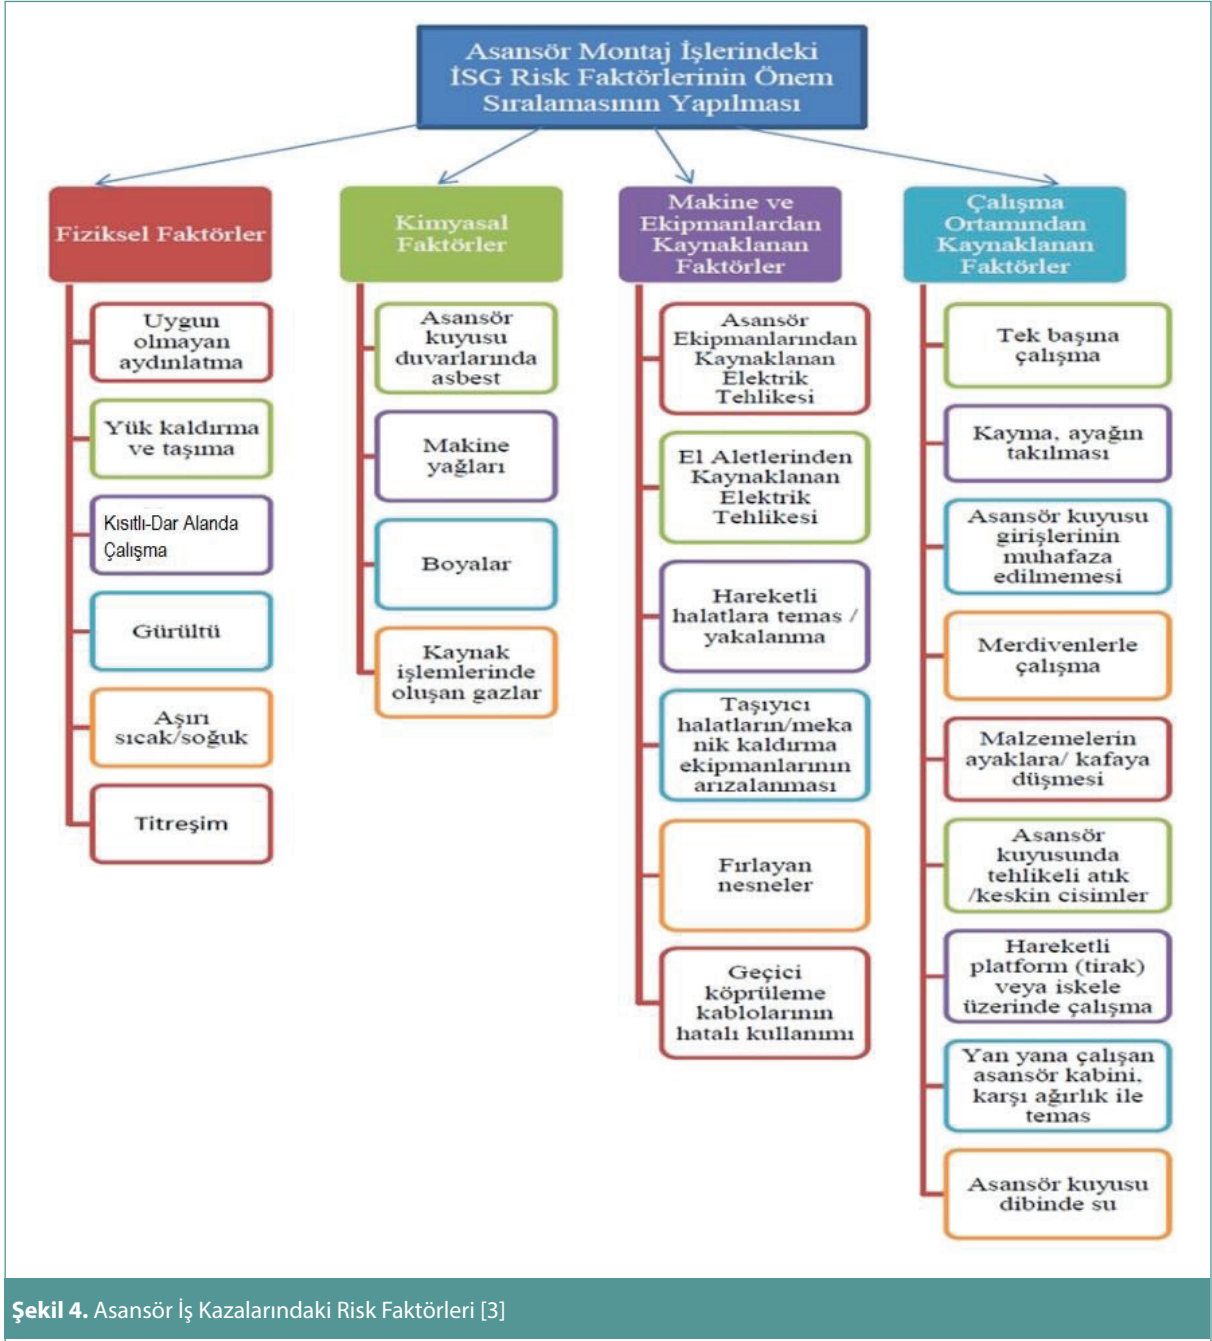 Asansör Montaj İşlerindeki
İSG Risk Faktörlerinin Önem
Sıralamasının Yapılması
Fiziksel Faktörler
Uygun
olmayan
aydınlatma
Yük kaldırma
ve taşıma
Kısıtlı-Dar Alanda
Çalışma
Gürültü
Aşırı
sıcak/soğuk
Titreşim
Kimyasal
Faktörler
Asansör
kuyusu
duvarlarında
asbest
Makine
yağları
Boyalar
Kaynak
işlemlerinde
oluşan gazlar
Makine ve
Ekipmanlardan
Kaynaklanan
Faktörler
Asansör
Ekipmanlarından
Kaynaklanan
Elektrik
Tehlikesi
El Aletlerinden
Kaynaklanan
Elektrik
Tehlikesi
Hareketli
halatlara temas /
yakalanma
Taşıyıcı
halatların/meka
nik kaldırma
ekipmanlarının
arızalanması
Fırlayan
nesneler
Geçici
köprüleme
kablolarının
hatalı kullanımı
Çalışma
Ortamından
Kaynaklanan
Faktörler
Tek başına
çalışma
Kayma, ayağın
takılması
Asansör kuyusu
girişlerinin
muhafaza
edilmemesi
Merdivenlerle
çalışma
Malzemelerin
ayaklara/ kafaya
düşmesi
Asansör
kuyusunda
tehlikeli atık
/keskin cisimler
Hareketli
platform (tirak)
veya iskele
üzerinde çalışma
Yan yana çalışan
asansör kabini,
karşı ağırlık ile
temas
Asansör kuyusu
dibinde su
Şekil 4. Asansör İş Kazalarındaki Risk Faktörleri [3]